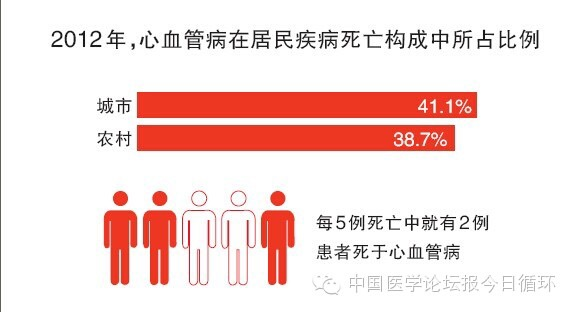 2012年,心血管病在居民疾病死亡构成中所占比例
城市 41.1%
农村 38.7%
每5例死亡中就有2例
患者死于心血管病
中国医学论坛报今日循环